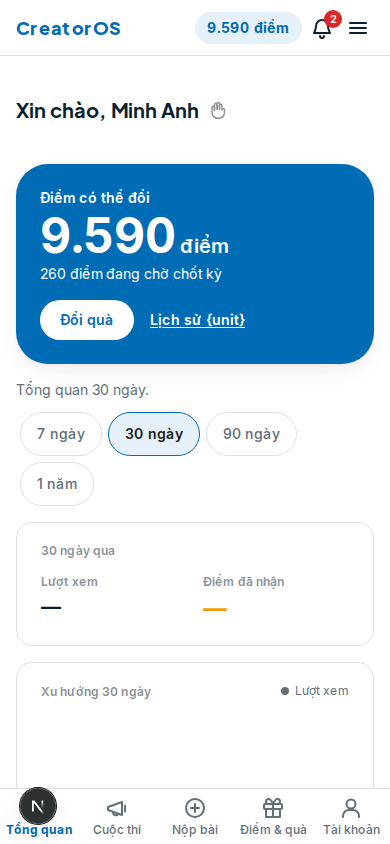 CreatorOS
9.590 điểm
2
Xin chào, Minh Anh
Điểm có thể đổi
9.590 điểm
260 điểm đang chờ chốt kỳ
Đổi quà
Lịch sử {unit}
Tổng quan 30 ngày.
7 ngày
30 ngày
90 ngày
1 năm
30 ngày qua
Lượt xem
Điểm đã nhận
—
—
Xu hướng 30 ngày
Lượt xem
N
Tổng quan
Cuộc thi
Nộp bài
Điểm & quà
Tài khoản